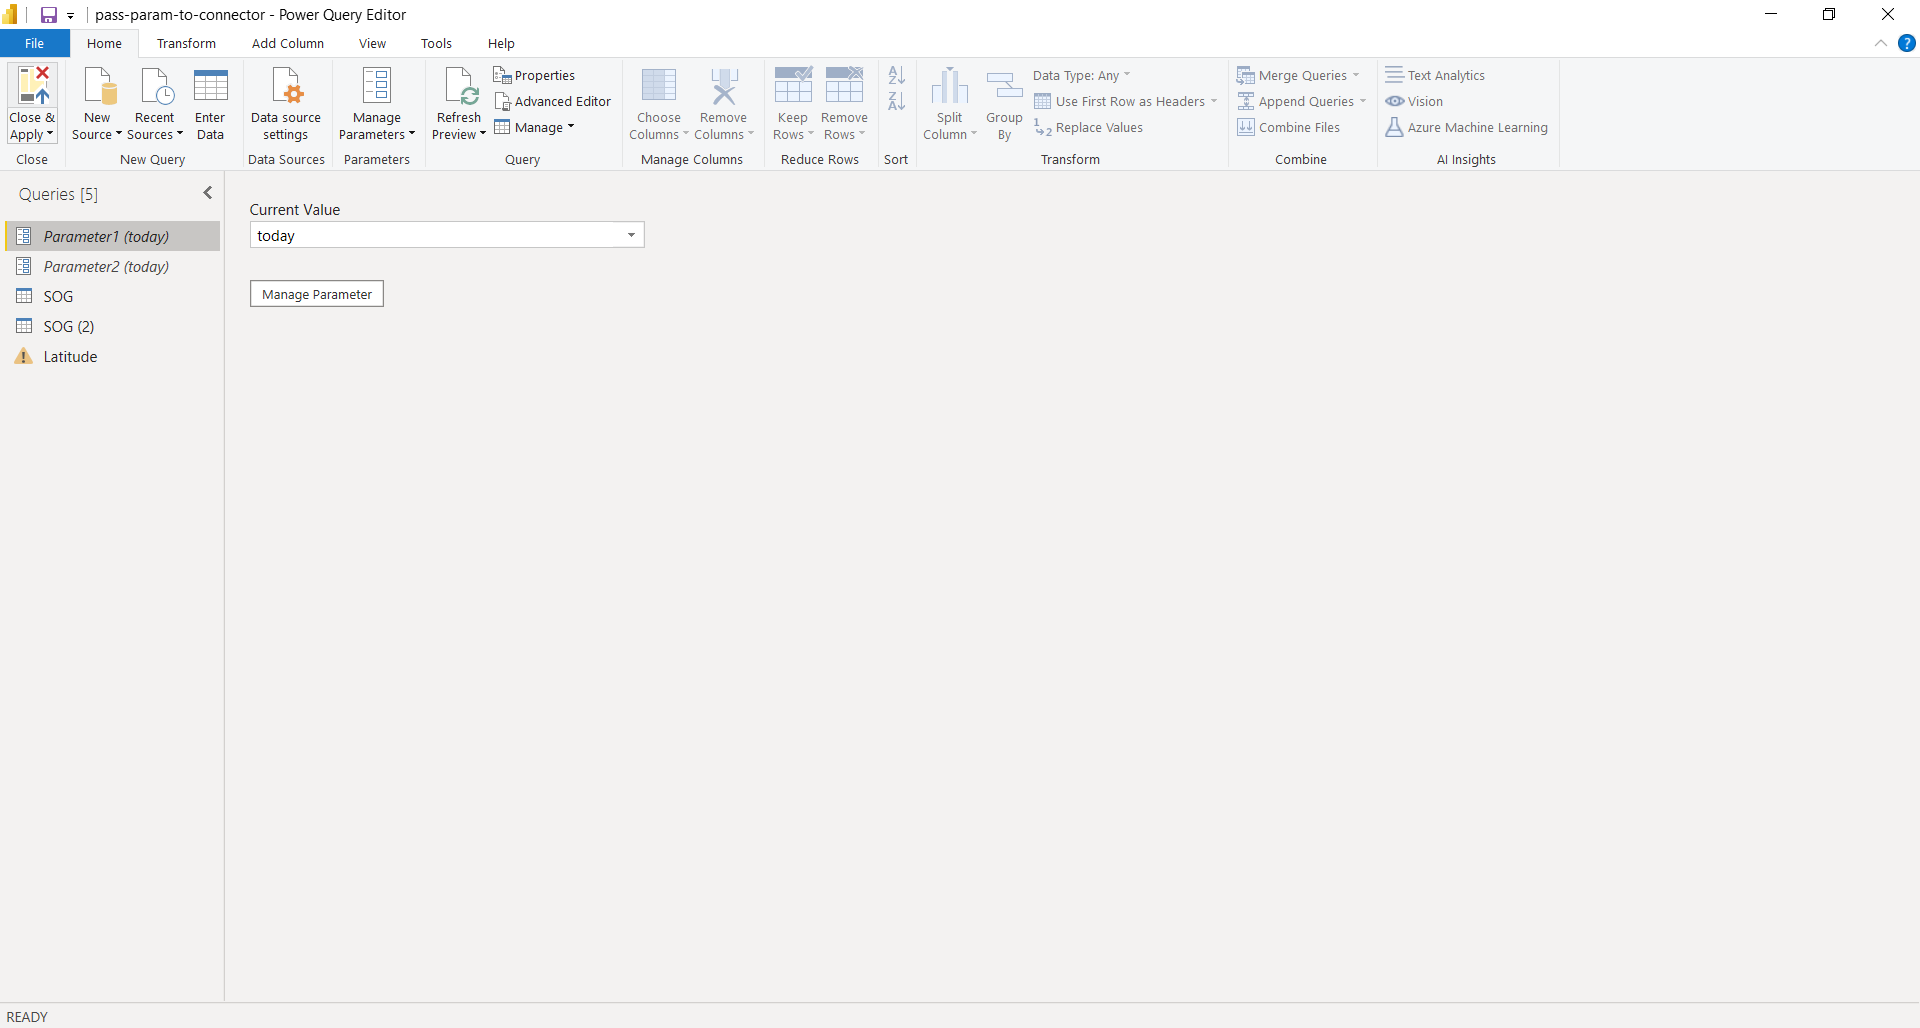 pass-param-to-connector - Power Query Editor
File Home Transform Add Column View Tools Help
Close & Apply
Close
New Source
Recent Sources
Enter Data
New Query
Data source settings
Data Sources
Manage Parameters
Parameters
Refresh Preview
Properties
Advanced Editor
Manage
Query
Choose Columns
Remove Columns
Manage Columns
Keep Rows
Remove Rows
Reduce Rows
A
Z
Z
A
Sort
Split Column
Group By
Data Type: Any
Use First Row as Headers
1
2
Replace Values
Transform
Merge Queries
Append Queries
Combine Files
Combine
Text Analytics
Vision
Azure Machine Learning
AI Insights
?
Queries [5]
Parameter1 (today)
Parameter2 (today)
SOG
SOG (2)
Latitude
Current Value
today
Manage Parameter
READY